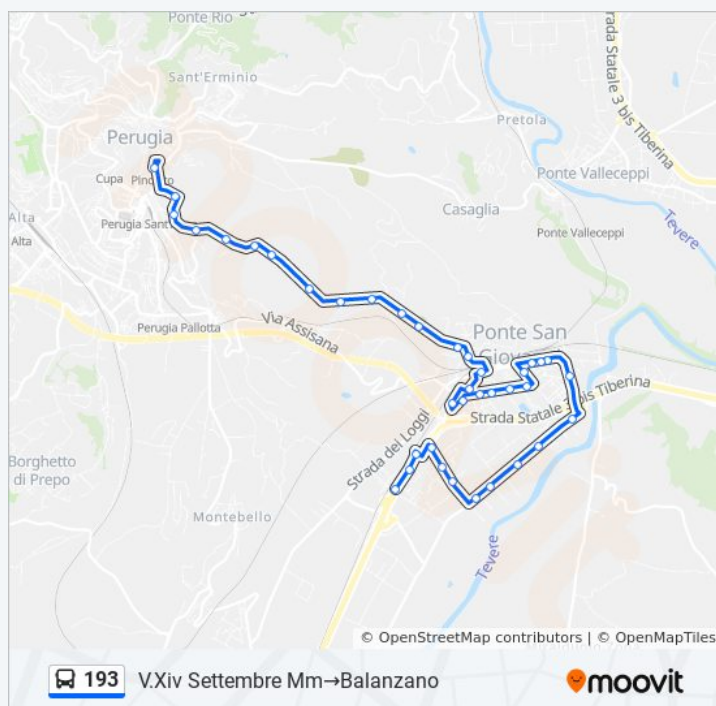 Ponte Rio
Sant'Erminio
Strada Statale 3 bis Tiberina
Perugia
Pretola
Cupa
Ponte Valleceppi
Casaglia
Tevere
Alta
Alta
Perugia Sant
Ponte Valleceppi
Via Assisana
Perugia Pallotta
Ponte San
Strada Statale 3 bis Tiberina
Strada dei Loggi
Borghetto
di Prepo
Montebello
Tevere
© OpenStreetMap contributors | © OpenMapTiles
193 V.Xiv Settembre Mm→Balanzano
moovit